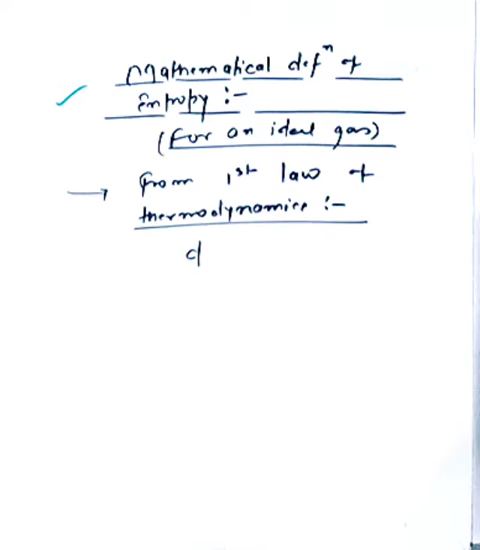 Mathematical defⁿ of
Entropy :-
(For an ideal gas)
→ From 1st law of
thermodynamics :-
d